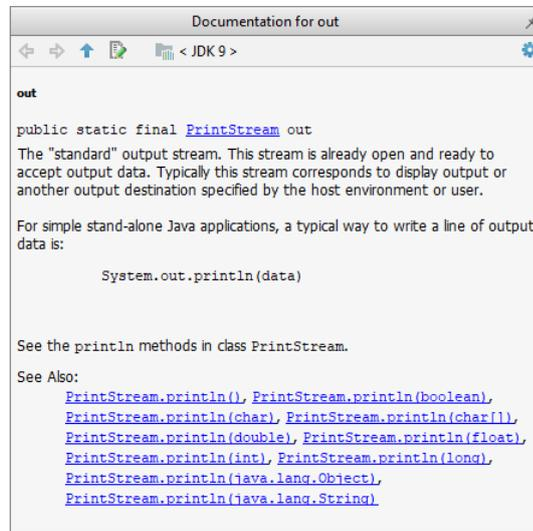 Documentation for out
< JDK 9 >
out
public static final PrintStream out
The "standard" output stream. This stream is already open and ready to
accept output data. Typically this stream corresponds to display output or
another output destination specified by the host environment or user.
For simple stand-alone Java applications, a typical way to write a line of output
data is:
System.out.println(data)
See the println methods in class PrintStream.
See Also:
PrintStream.println(), PrintStream.println(boolean),
PrintStream.println(char), PrintStream.println(char[]),
PrintStream.println(double), PrintStream.println(float),
PrintStream.println(int), PrintStream.println(long),
PrintStream.println(java.lang.Object),
PrintStream.println(java.lang.String)